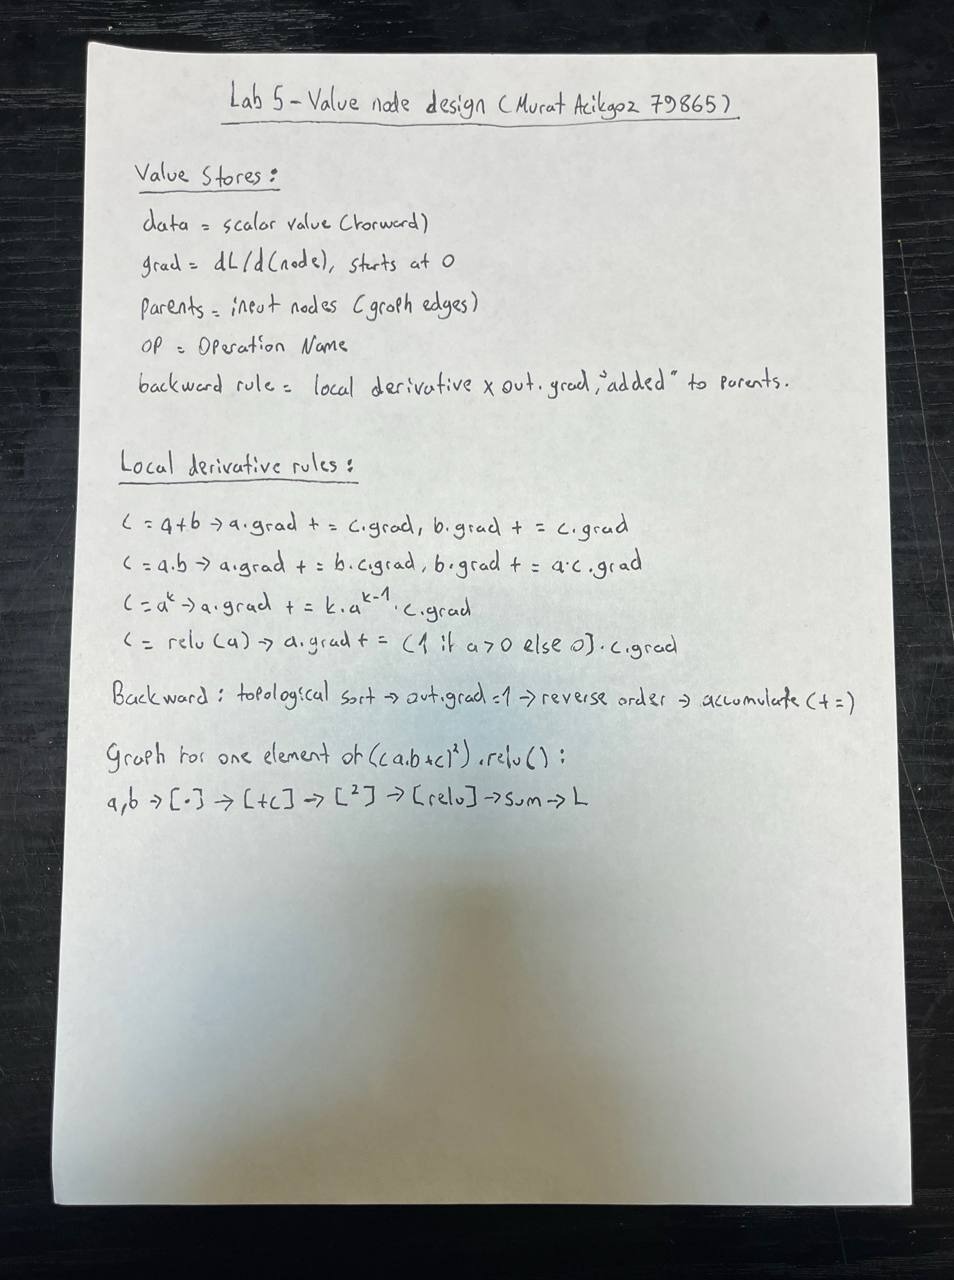 Lab 5 - Value node design (Murat Acikgoz 79865)
Value Stores:
data = scalar value (forward)
grad = dL/d(node), starts at 0
Parents = input nodes (graph edges)
OP = Operation Name
backward rule = local derivative x out.grad, "added" to parents.
Local derivative rules:
C = a+b → a.grad += c.grad, b.grad += c.grad
C = a.b → a.grad += b.c.grad, b.grad += a.c.grad
C = a^k → a.grad += k.a^k-1.c.grad
C = relu (a) → a.grad += (1 if a>0 else 0).c.grad
Backward: topological sort → out.grad=1 → reverse order → accumulate (+=)
Graph for one element of ((a.b+c)²).relu():
a,b → [·] → [+c] → [²] → [relu] → sum → L